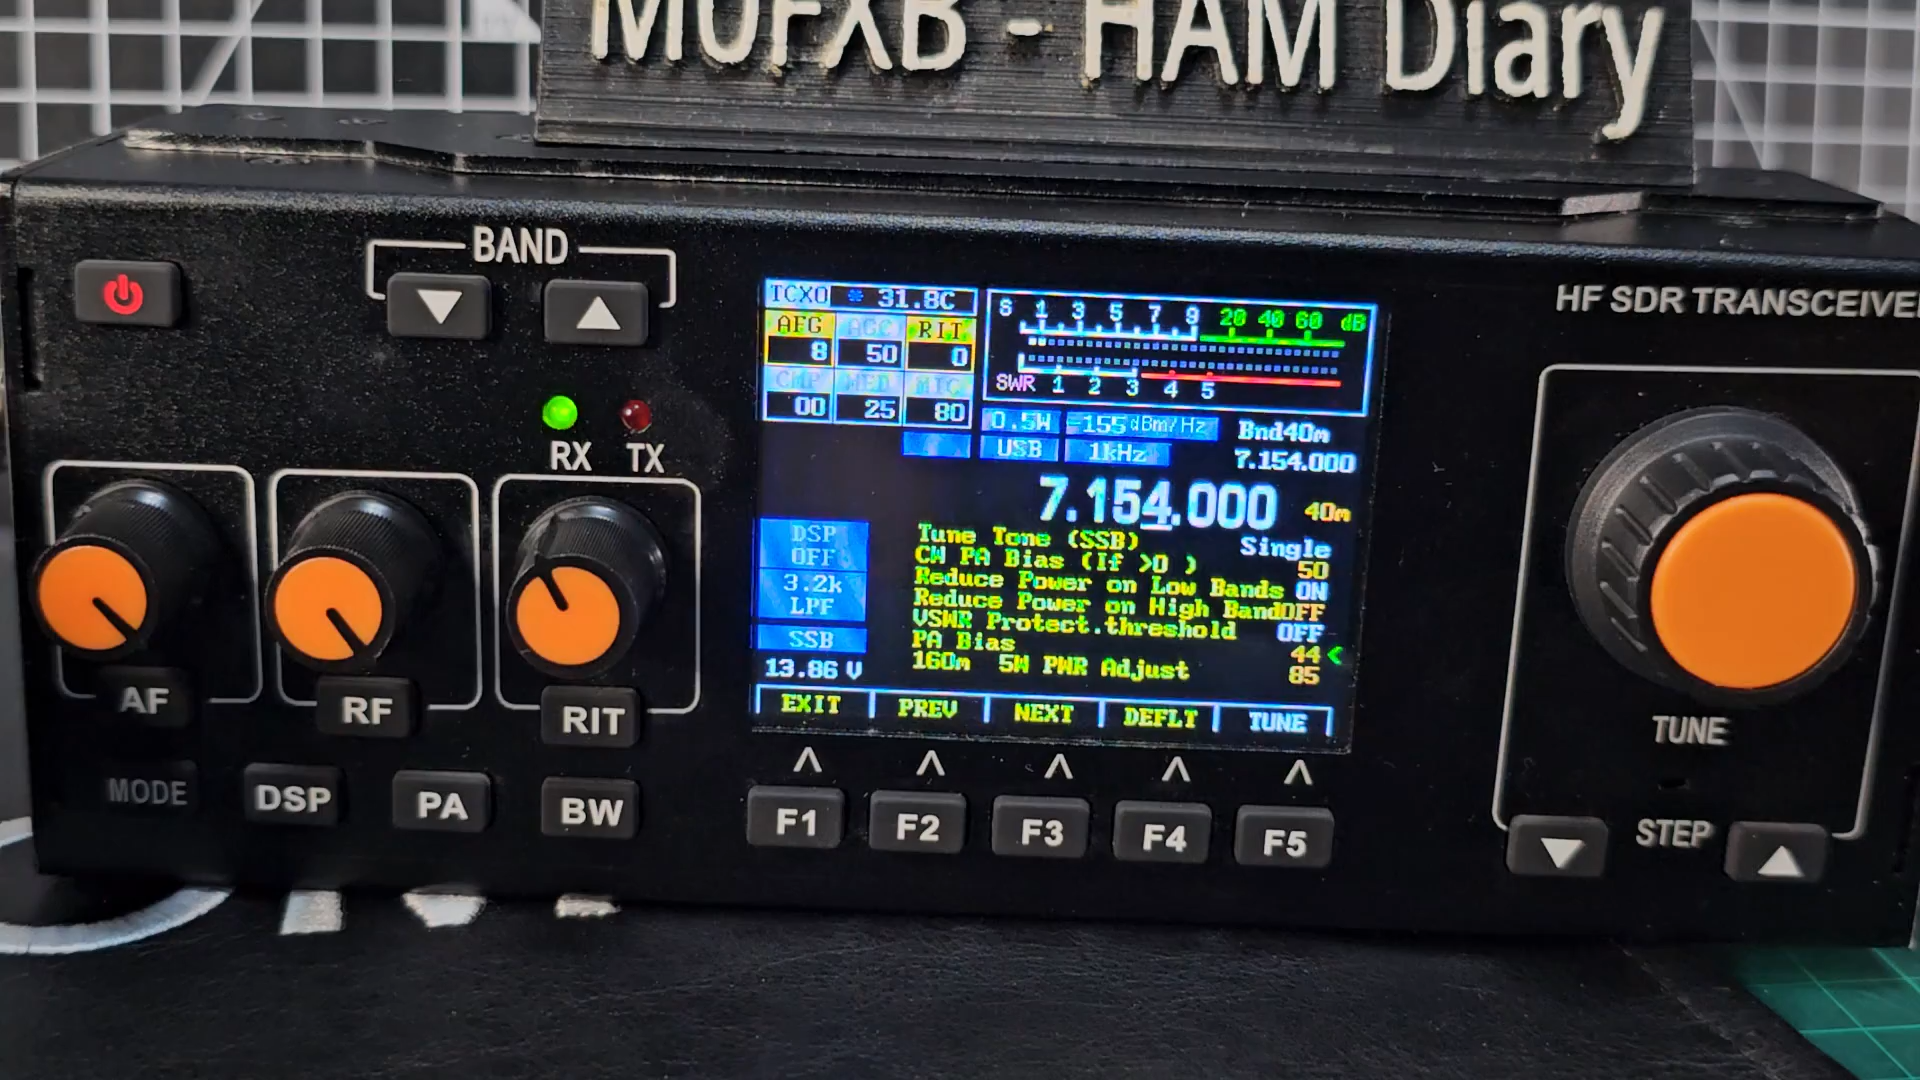 M0FXB - HAM Diary
BAND
HF SDR TRANSCEIVER
TCXO * 31.8C
AFG AGC RIT
8 50 0
CMP MIC
00 25 80
S 1 3 5 7 9 20 40 60 dB
SWR 1 2 3 4 5
0.5W -155dBm/Hz Bnd40m
USB 1kHz 7.154.000
7.154.000 40m
RX TX
DSP
OFF
3.2k
LPF
SSB
13.86 V
Tune Tone (SSB) Single
CW PA Bias (If >0 ) 50
Reduce Power on Low Bands ON
Reduce Power on High BandOFF
VSWR Protect.threshold OFF
PA Bias 44 <
160m 5W PWR Adjust 85
EXIT PREV NEXT DEFLT TUNE
AF RF RIT
TUNE
MODE DSP PA BW
F1 F2 F3 F4 F5
STEP